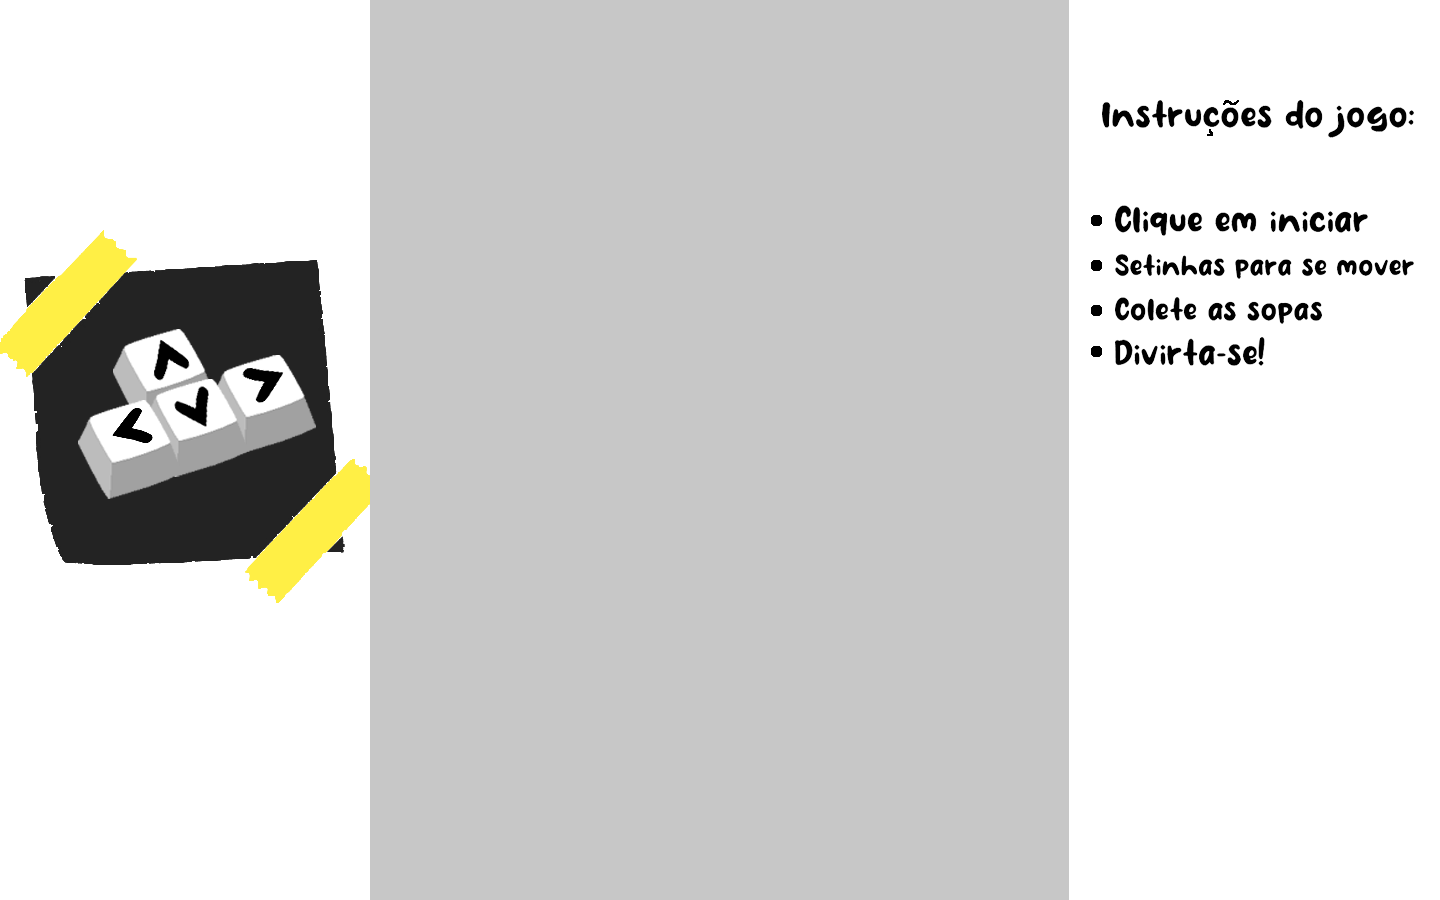 Instruções do jogo:
• Clique em iniciar
• Setinhas para se mover
• Colete as sopas
• Divirta-se!